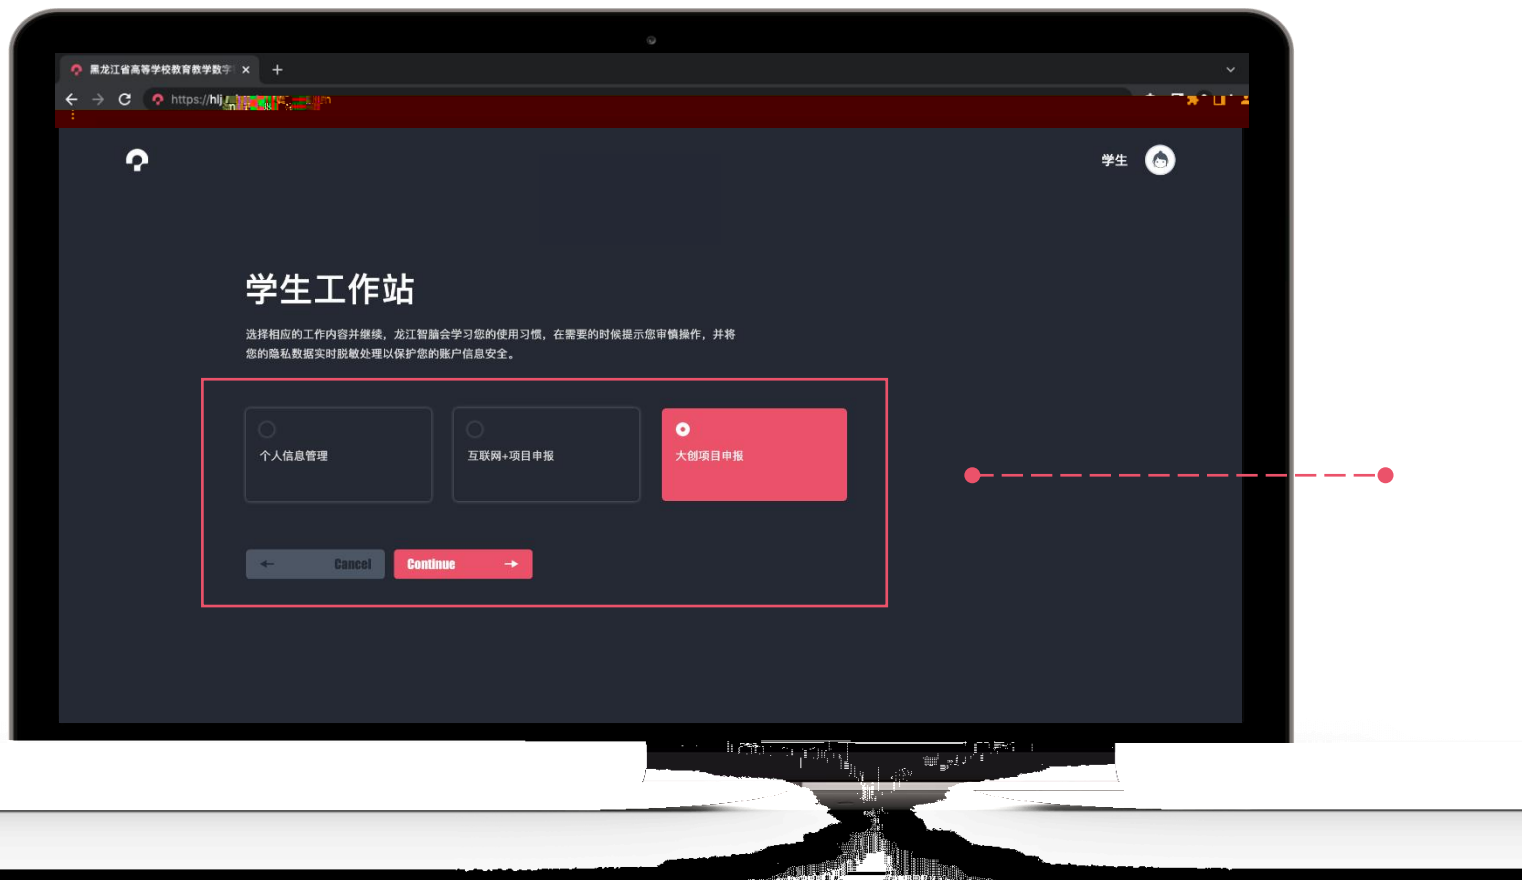 黑龙江省高等学校教育教学数字
https://hlj
学生
学生工作站
选择相应的工作内容并继续，龙江智脑会学习您的使用习惯，在需要的时候提示您审慎操作，并将
您的隐私数据实时脱敏处理以保护您的账户信息安全。
个人信息管理
互联网+项目申报
大创项目申报
Cancel
Continue